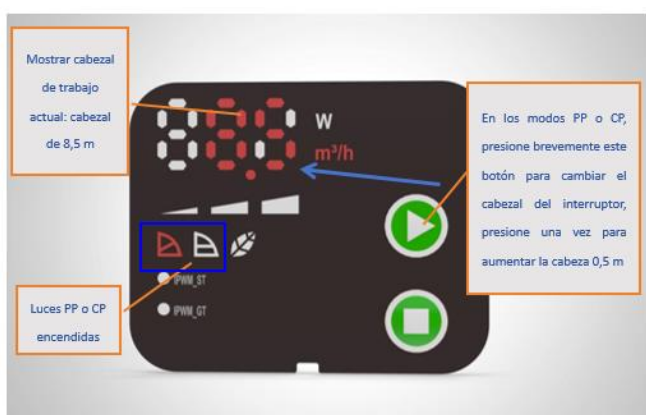 Mostrar cabezal
de trabajo
actual: cabezal
de 8,5 m
W
m³/h
En los modos PP o CP,
presione brevemente este
botón para cambiar el
cabezal del interruptor,
presione una vez para
aumentar la cabeza 0,5 m
IPWM_ST
IPWM_GT
Luces PP o CP
encendidas